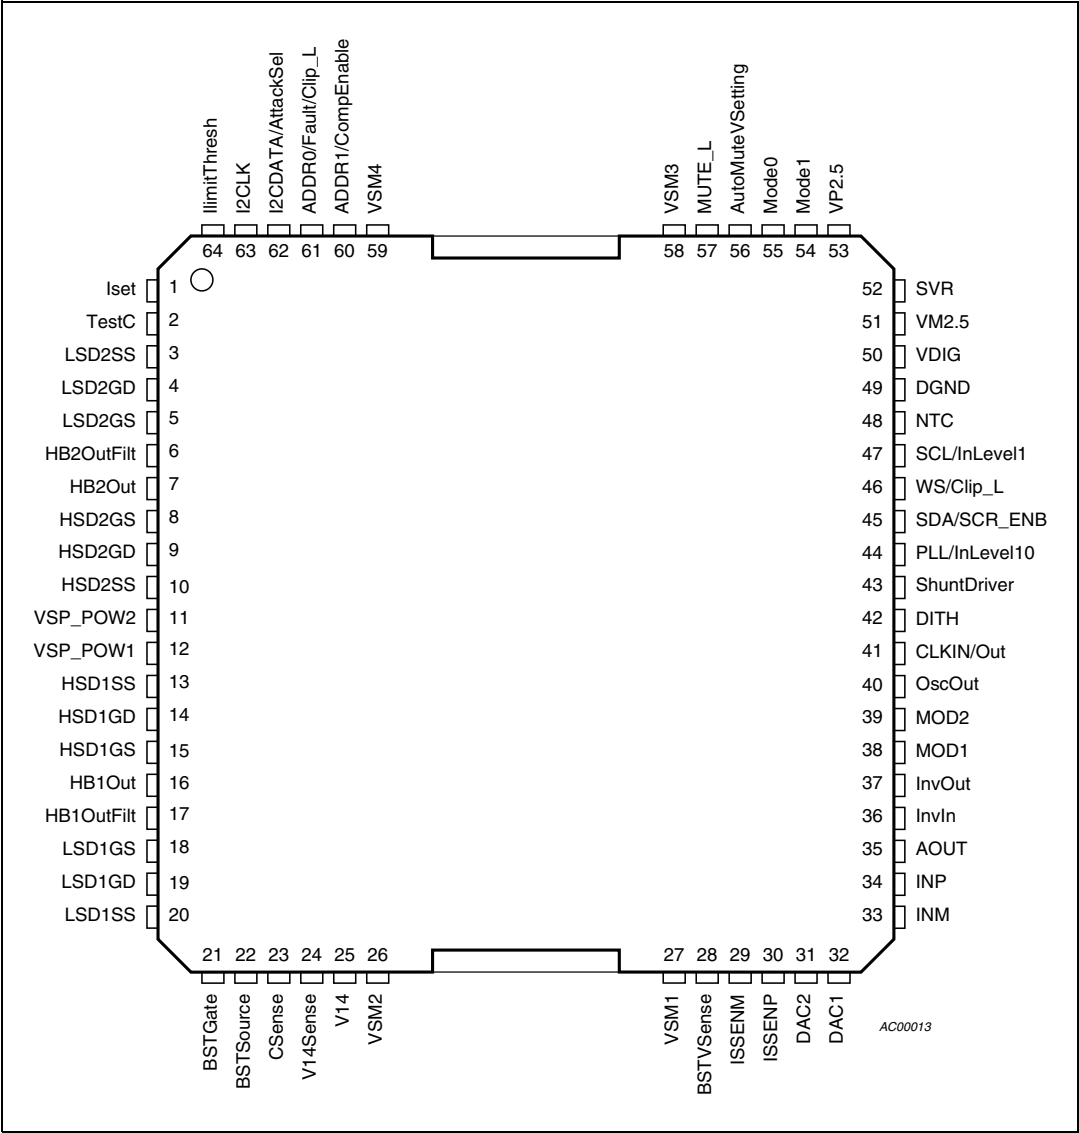 IlimitThresh
I2CLK
I2CDATA/AttackSel
ADDR0/Fault/Clip_L
ADDR1/CompEnable
VSM4
VSM3
MUTE_L
AutoMuteVSetting
Mode0
Mode1
VP2.5
64 63 62 61 60 59 58 57 56 55 54 53
Iset 1 52 SVR
TestC 2 51 VM2.5
LSD2SS 3 50 VDIG
LSD2GD 4 49 DGND
LSD2GS 5 48 NTC
HB2OutFilt 6 47 SCL/InLevel1
HB2Out 7 46 WS/Clip_L
HSD2GS 8 45 SDA/SCR_ENB
HSD2GD 9 44 PLL/InLevel10
HSD2SS 10 43 ShuntDriver
VSP_POW2 11 42 DITH
VSP_POW1 12 41 CLKIN/Out
HSD1SS 13 40 OscOut
HSD1GD 14 39 MOD2
HSD1GS 15 38 MOD1
HB1Out 16 37 InvOut
HB1OutFilt 17 36 InvIn
LSD1GS 18 35 AOUT
LSD1GD 19 34 INP
LSD1SS 20 33 INM
21 22 23 24 25 26 27 28 29 30 31 32
BSTGate
BSTSource
CSense
V14Sense
V14
VSM2
VSM1
BSTVSense
ISSENM
ISSENP
DAC2
DAC1
AC00013